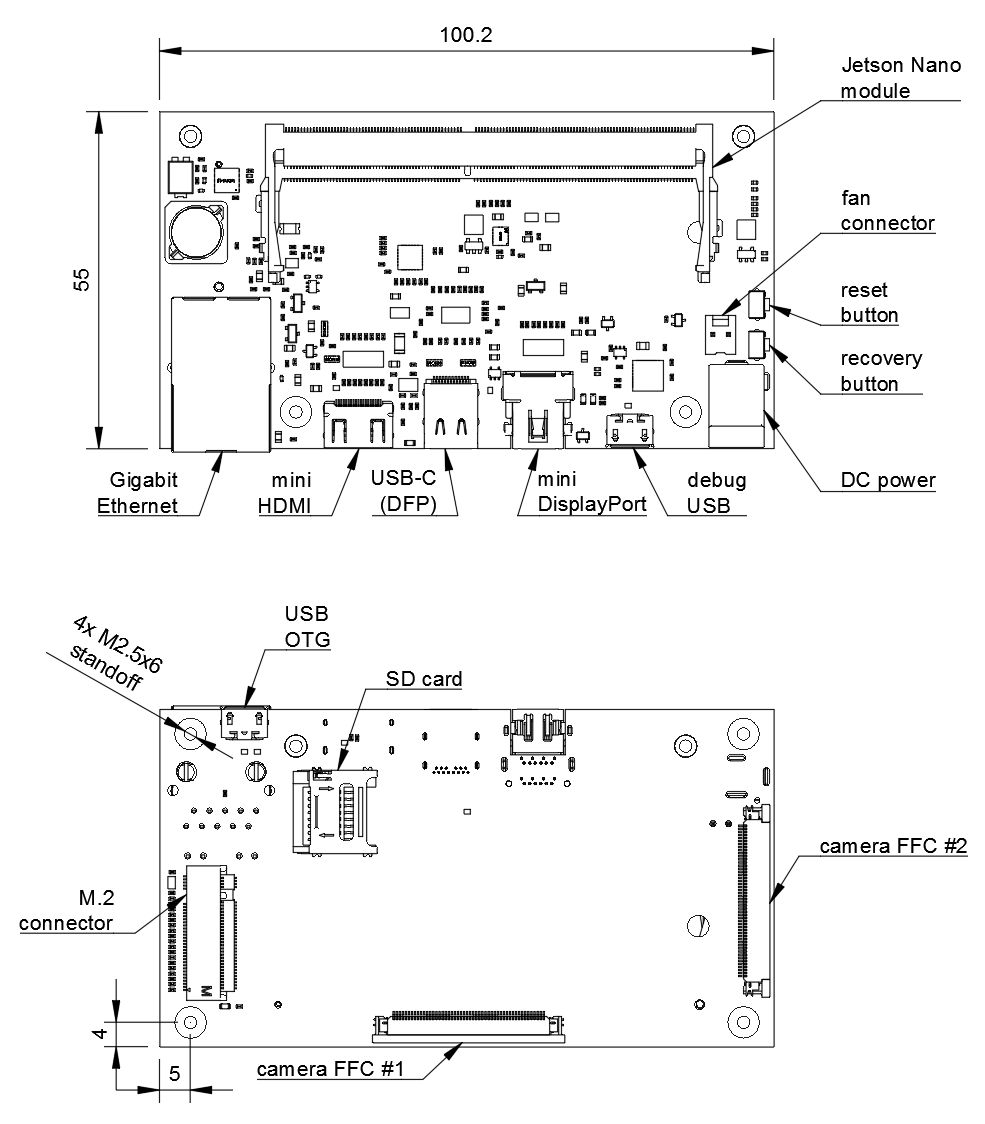 100.2
Jetson Nano
module
fan
connector
55
reset
button
recovery
button
Gigabit
Ethernet
mini
HDMI
USB-C
(DFP)
mini
DisplayPort
debug
USB
DC power
USB
OTG
4x M2.5x6
standoff
SD card
camera FFC #2
M.2
connector
M
4
5
camera FFC #1